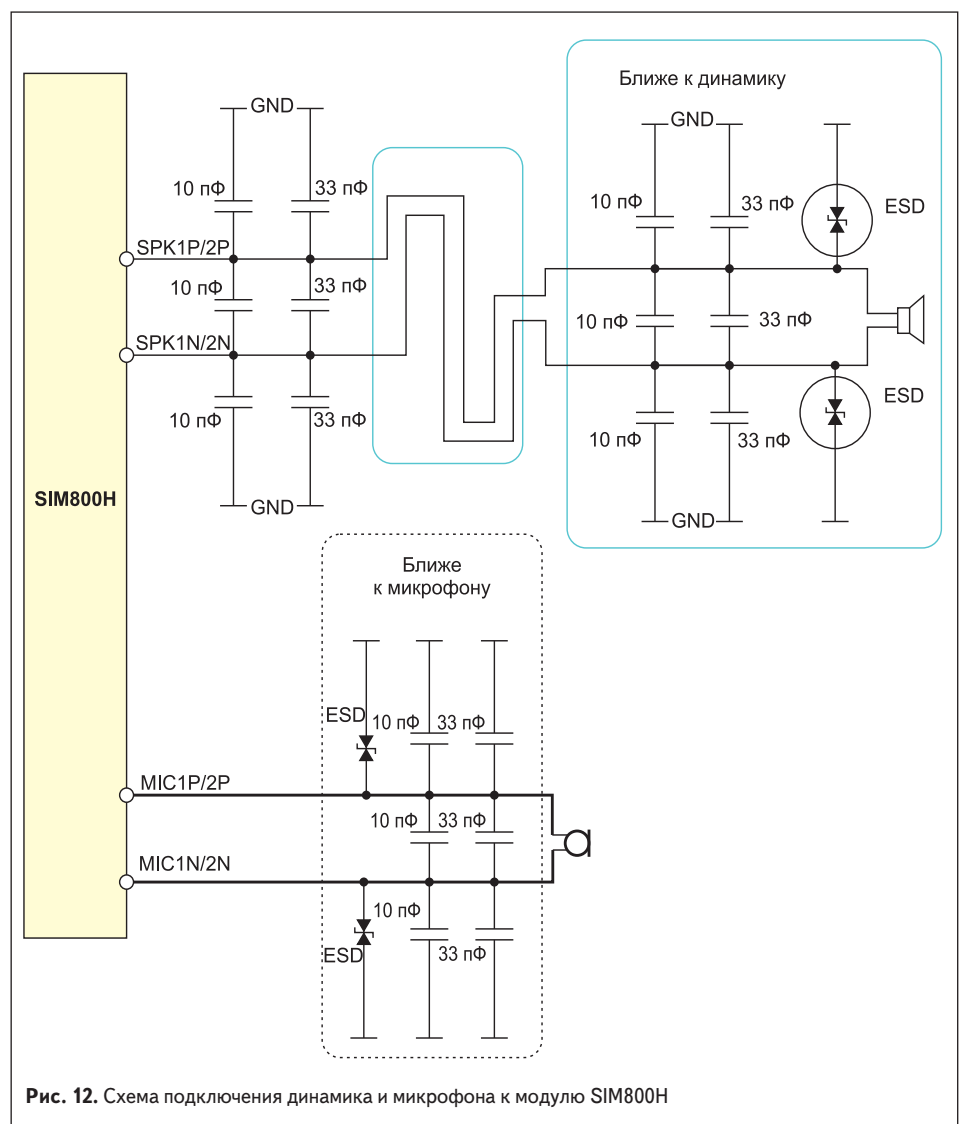 Ближе к динамику
GND
GND
10 пФ
33 пФ
10 пФ
33 пФ
ESD
SPK1P/2P
10 пФ
33 пФ
10 пФ
33 пФ
SPK1N/2N
10 пФ
33 пФ
ESD
10 пФ
33 пФ
GND
GND
SIM800H
Ближе
к микрофону
ESD
10 пФ
33 пФ
MIC1P/2P
10 пФ
33 пФ
MIC1N/2N
10 пФ
33 пФ
ESD
Рис. 12. Схема подключения динамика и микрофона к модулю SIM800H